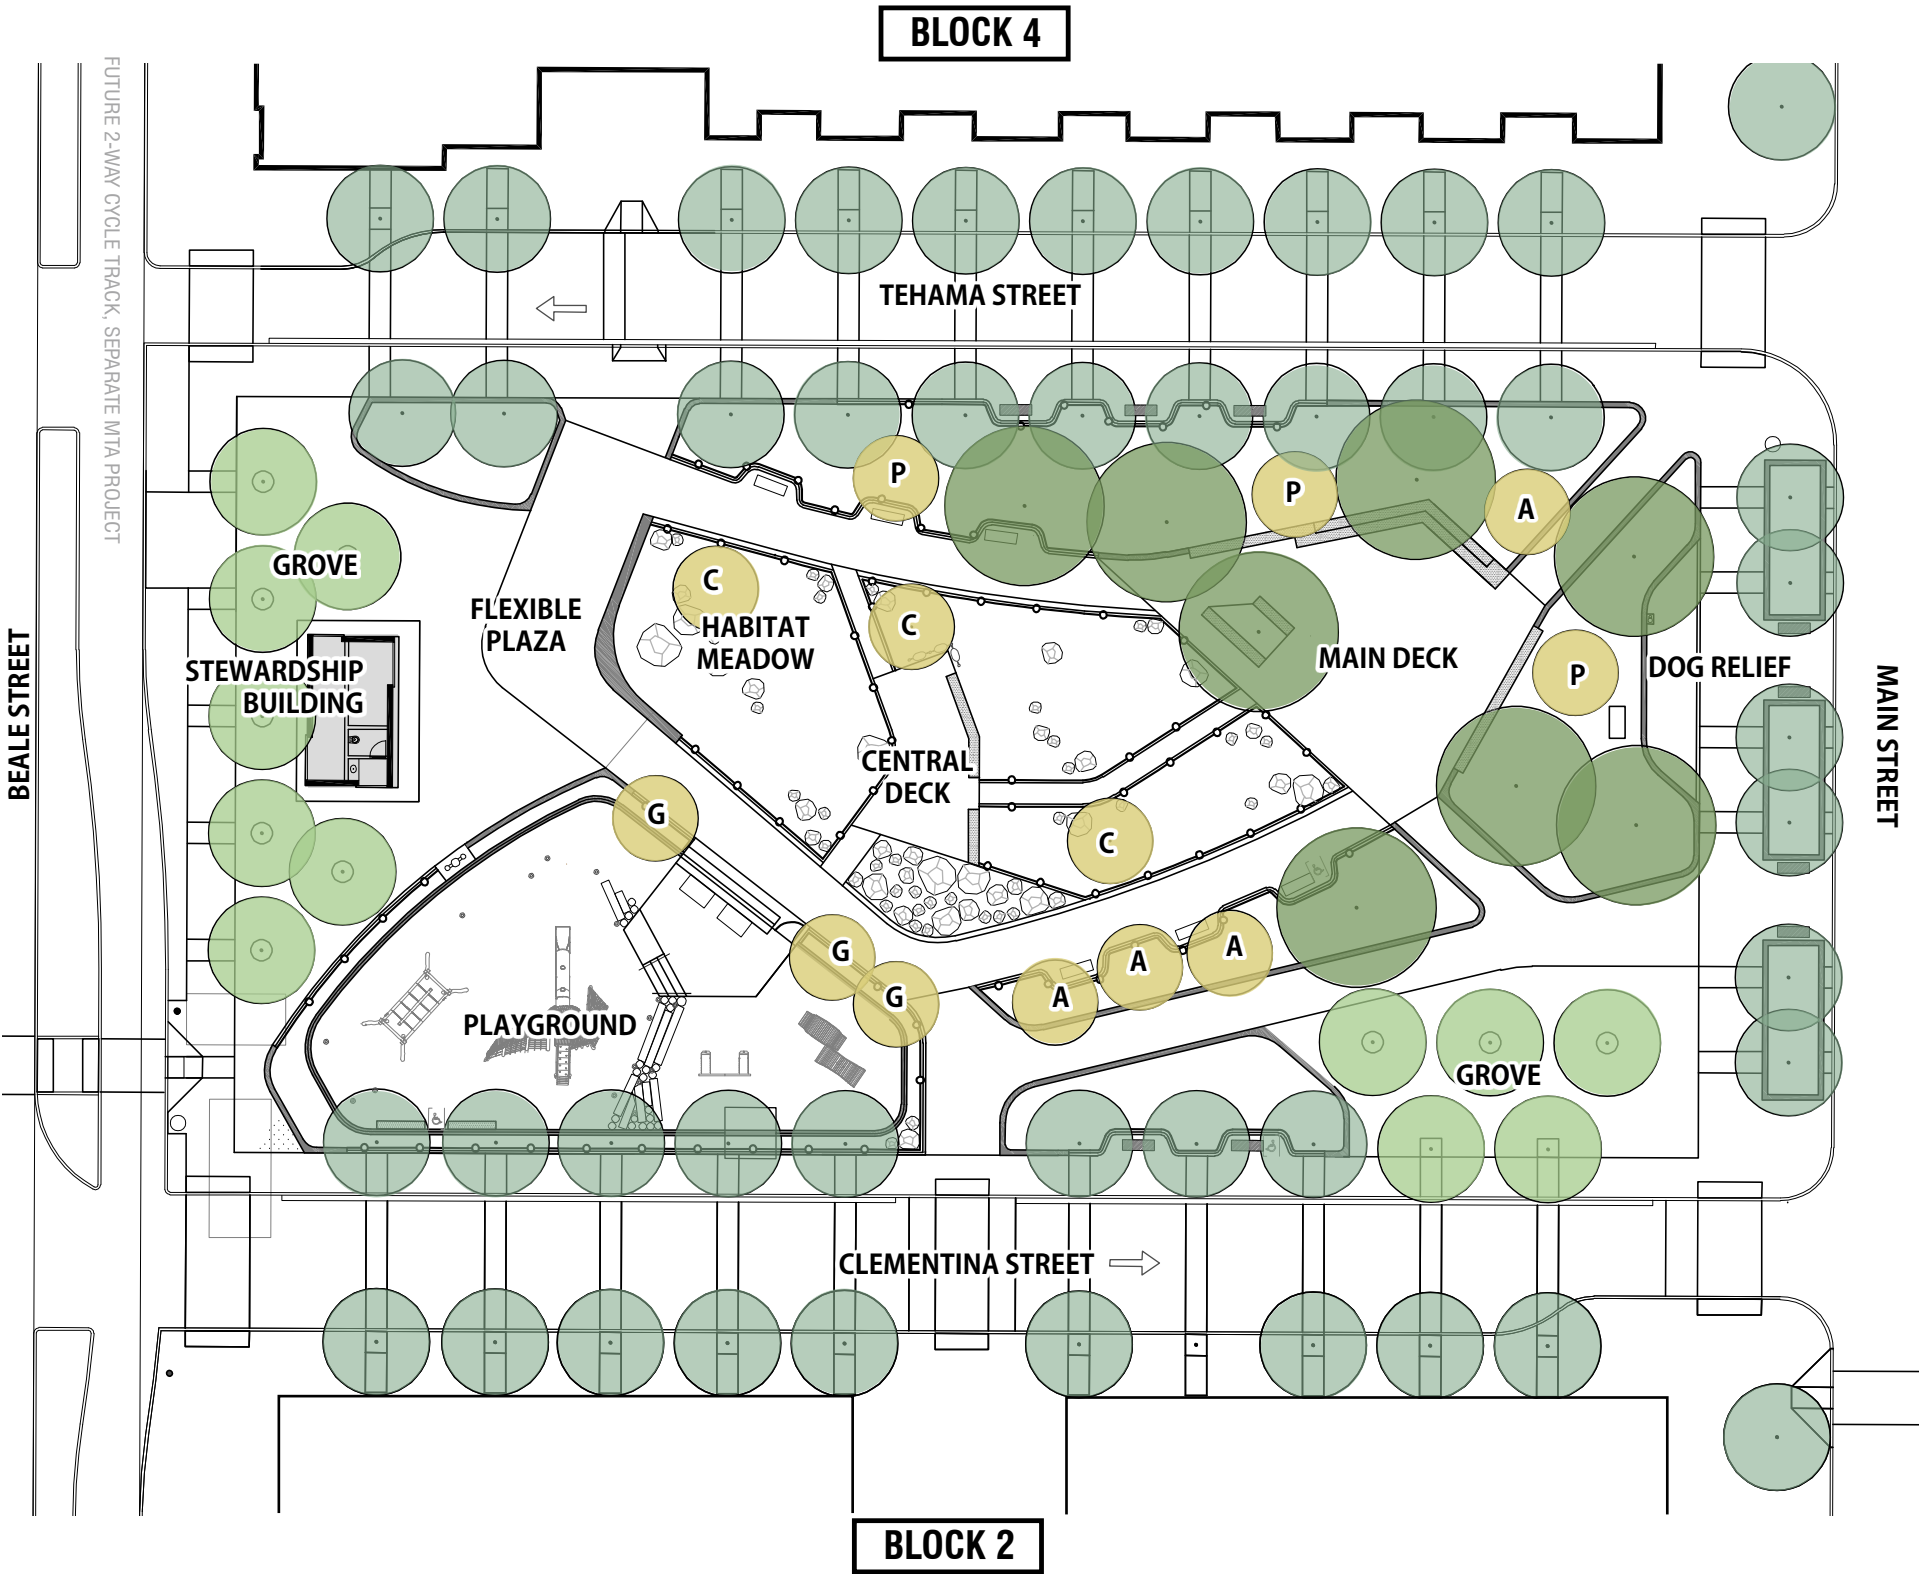 BLOCK 4
FUTURE 2-WAY CYCLE TRACK, SEPARATE MTA PROJECT
TEHAMA STREET
P
P
A
GROVE
C
C
FLEXIBLE
PLAZA
HABITAT
MEADOW
STEWARDSHIP
BUILDING
MAIN DECK
P
DOG RELIEF
BEALE STREET
MAIN STREET
CENTRAL
DECK
G
C
G
A
A
G
A
PLAYGROUND
GROVE
CLEMENTINA STREET
BLOCK 2